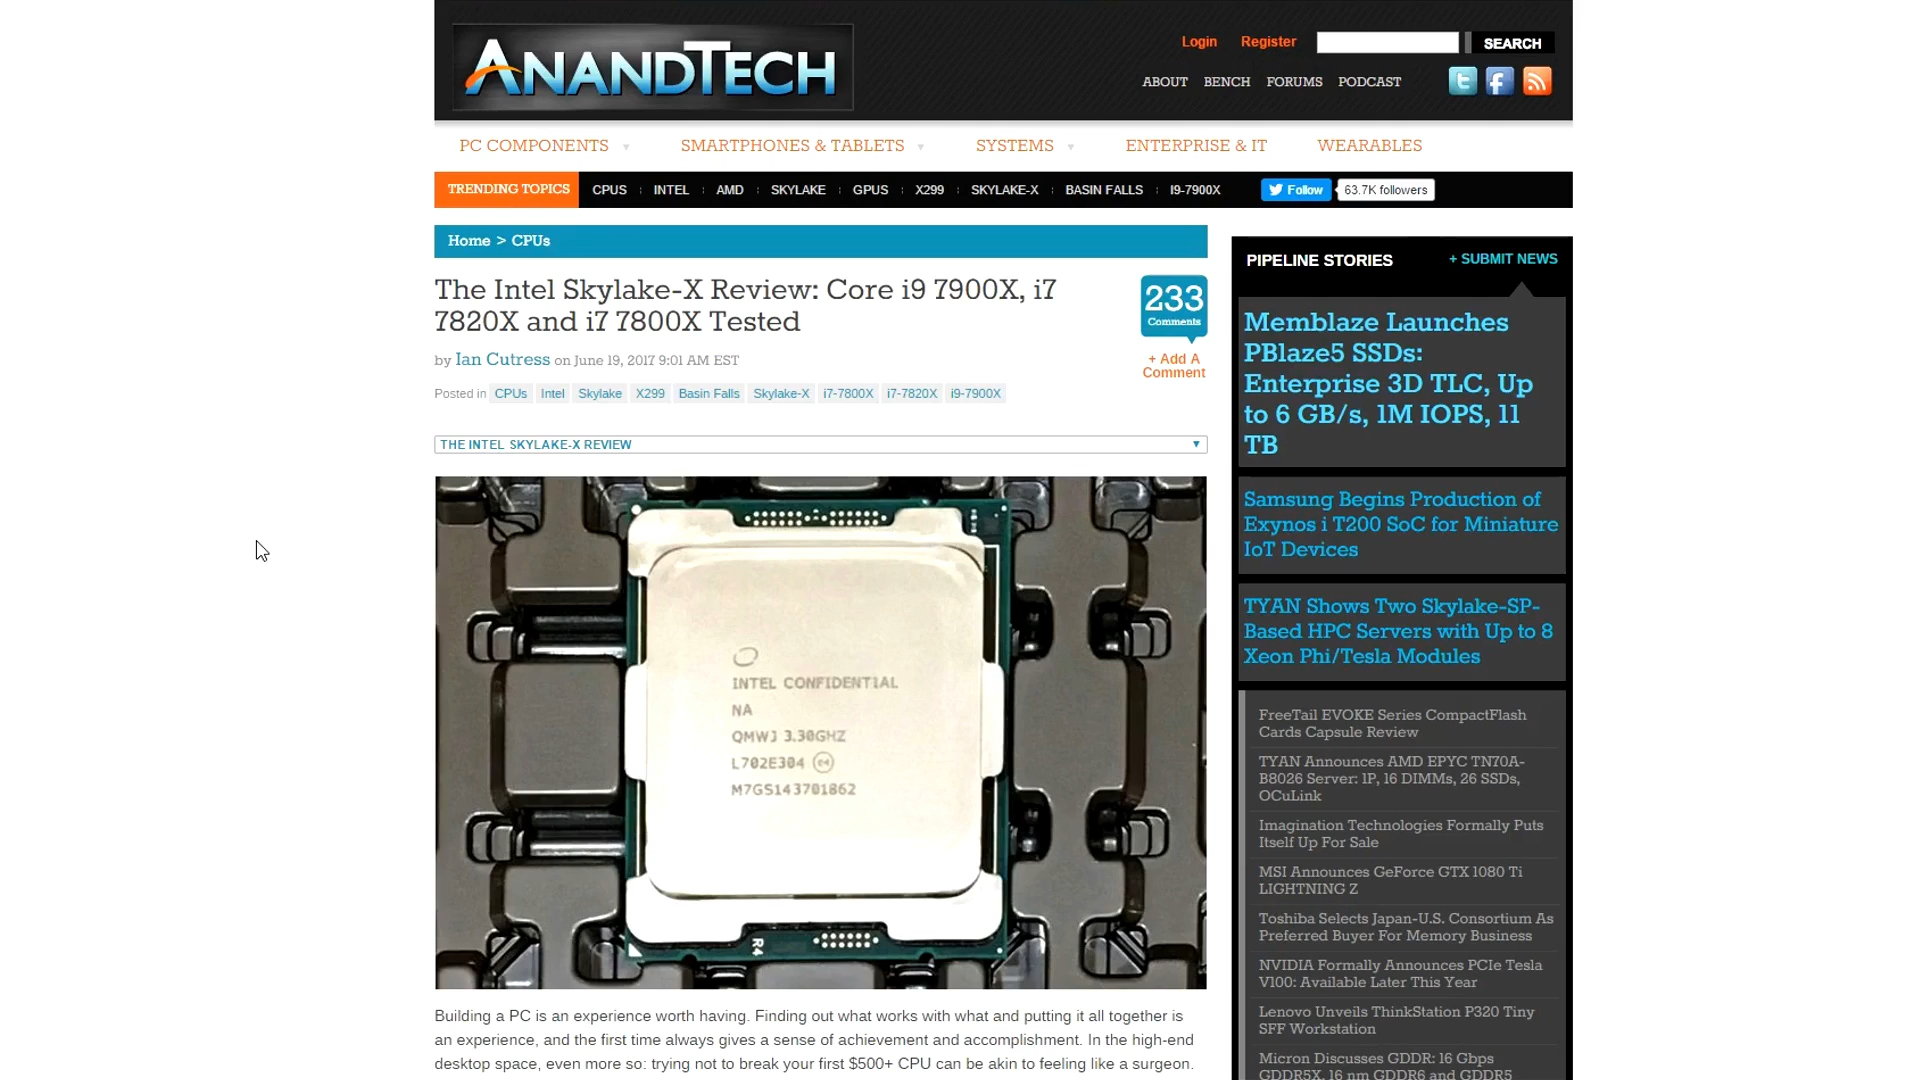 ANANDTECH
Login Register SEARCH
ABOUT BENCH FORUMS PODCAST
PC COMPONENTS SMARTPHONES & TABLETS SYSTEMS ENTERPRISE & IT WEARABLES
TRENDING TOPICS CPUS INTEL AMD SKYLAKE GPUS X299 SKYLAKE-X BASIN FALLS I9-7900X Follow 63.7K followers
Home > CPUs
The Intel Skylake-X Review: Core i9 7900X, i7
7820X and i7 7800X Tested
by Ian Cutress on June 19, 2017 9:01 AM EST
Posted in CPUs Intel Skylake X299 Basin Falls Skylake-X i7-7800X i7-7820X i9-7900X
233
Comments
+ Add A
Comment
THE INTEL SKYLAKE-X REVIEW
INTEL CONFIDENTIAL
NA
QMWJ 3.30GHZ
L702E304 e4
M7GS143701862
R4
Building a PC is an experience worth having. Finding out what works with what and putting it all together is
an experience, and the first time always gives a sense of achievement and accomplishment. In the high-end
desktop space, even more so: trying not to break your first $500+ CPU can be akin to feeling like a surgeon.
PIPELINE STORIES + SUBMIT NEWS
Memblaze Launches
PBlaze5 SSDs:
Enterprise 3D TLC, Up
to 6 GB/s, 1M IOPS, 11
TB
Samsung Begins Production of
Exynos i T200 SoC for Miniature
IoT Devices
TYAN Shows Two Skylake-SP-
Based HPC Servers with Up to 8
Xeon Phi/Tesla Modules
FreeTail EVOKE Series CompactFlash
Cards Capsule Review
TYAN Announces AMD EPYC TN70A-
B8026 Server: 1P, 16 DIMMs, 26 SSDs,
OCuLink
Imagination Technologies Formally Puts
Itself Up For Sale
MSI Announces GeForce GTX 1080 Ti
LIGHTNING Z
Toshiba Selects Japan-U.S. Consortium As
Preferred Buyer For Memory Business
NVIDIA Formally Announces PCIe Tesla
V100: Available Later This Year
Lenovo Unveils ThinkStation P320 Tiny
SFF Workstation
Micron Discusses GDDR: 16 Gbps
GDDR5X, 16 nm GDDR6 and GDDR5